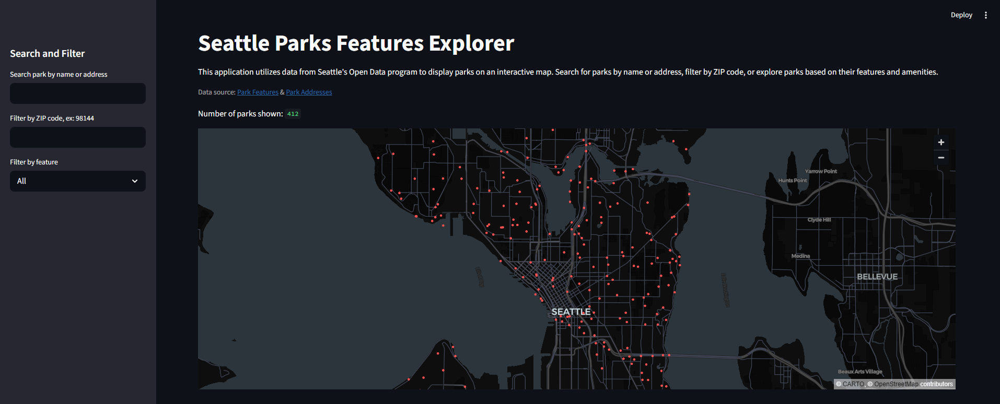 Deploy
Search and Filter
Search park by name or address
Filter by ZIP code, ex: 98144
Filter by feature
All
Seattle Parks Features Explorer
This application utilizes data from Seattle's Open Data program to display parks on an interactive map. Search for parks by name or address, filter by ZIP code, or explore parks based on their features and amenities.
Data source: Park Features & Park Addresses
Number of parks shown: 412
+
−
Yarrow Point
Hunts Point
Clyde Hill
Medina
BELLEVUE
SEATTLE
Beaux Arts Village
© CARTO, © OpenStreetMap contributors